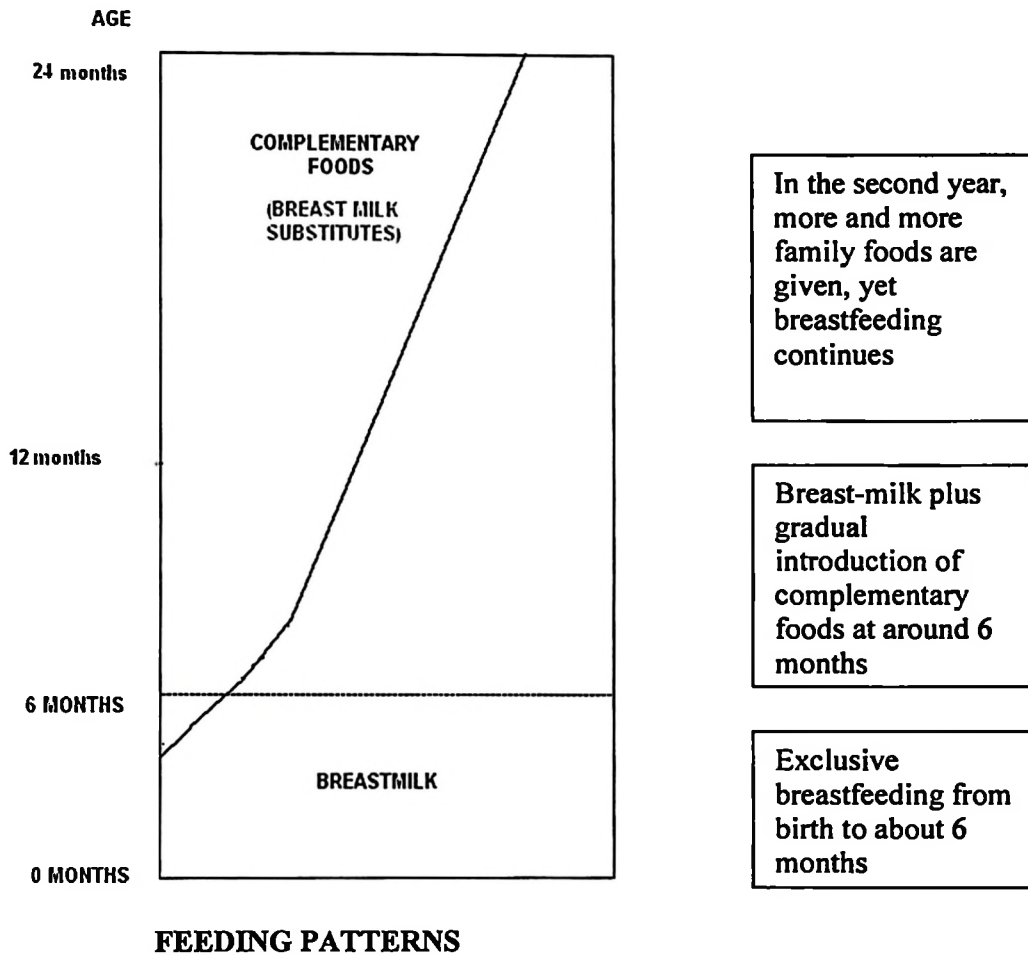 AGE
24 months
COMPLEMENTARY
FOODS
(BREAST MILK
SUBSTITUTES)
12 months
6 MONTHS
BREASTMILK
0 MONTHS
FEEDING PATTERNS
In the second year,
more and more
family foods are
given, yet
breastfeeding
continues
Breast-milk plus
gradual
introduction of
complementary
foods at around 6
months
Exclusive
breastfeeding from
birth to about 6
months